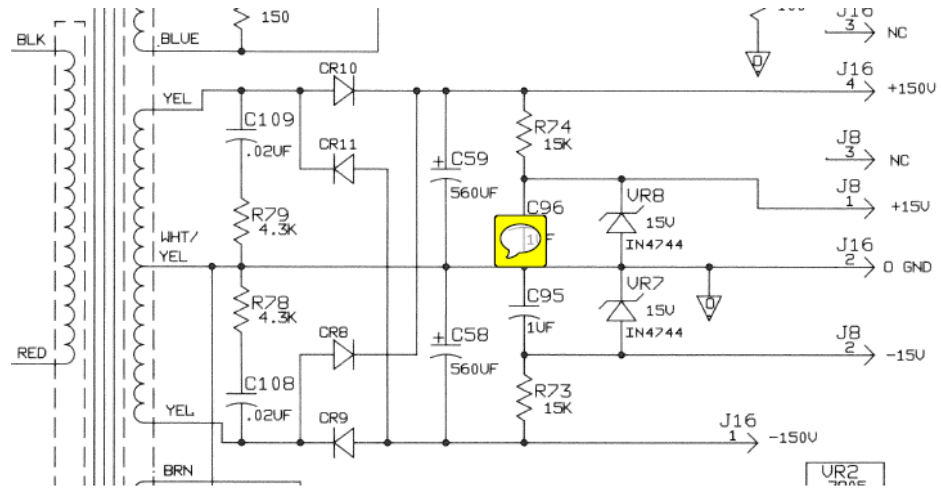 150
J16
3
NC
BLK
BLUE
CR10
J16
4
+150V
YEL
C109
.02UF
R74
15K
CR11
C59
560UF
J8
3
NC
J8
1
+15V
VR8
15V
IN4744
C96
R79
4.3K
WHT/
YEL
J16
2
0 GND
R78
4.3K
C95
1UF
VR7
15V
IN4744
CR8
C58
560UF
J8
2
-15V
RED
C108
.02UF
R73
15K
YEL
CR9
J16
1
-150V
BRN
VR2